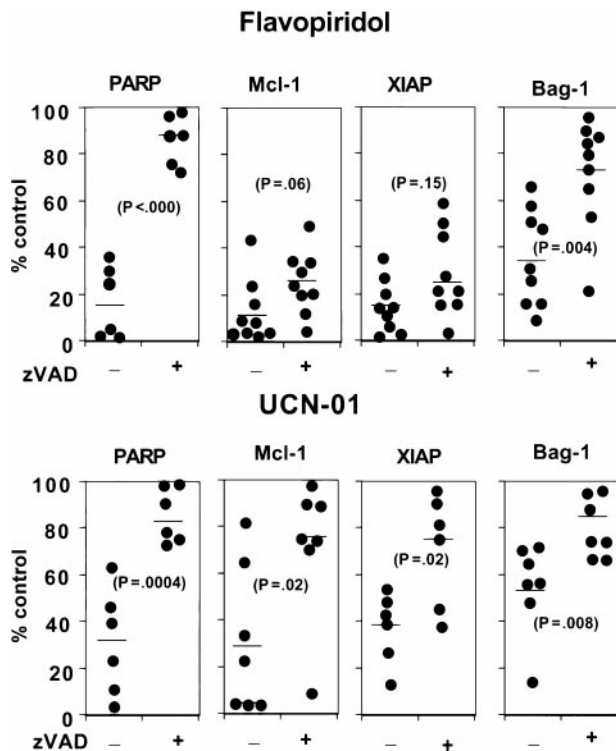 Flavopiridol
PARP Mcl-1 XIAP Bag-1
100
80
60
40
20
0
% control
(P<.000) (P=.06) (P=.15) (P=.004)
zVAD − + − + − + − +
UCN-01
PARP Mcl-1 XIAP Bag-1
100
80
60
40
20
0
% control
(P=.0004) (P=.02) (P=.02) (P=.008)
zVAD − + − + − + − +